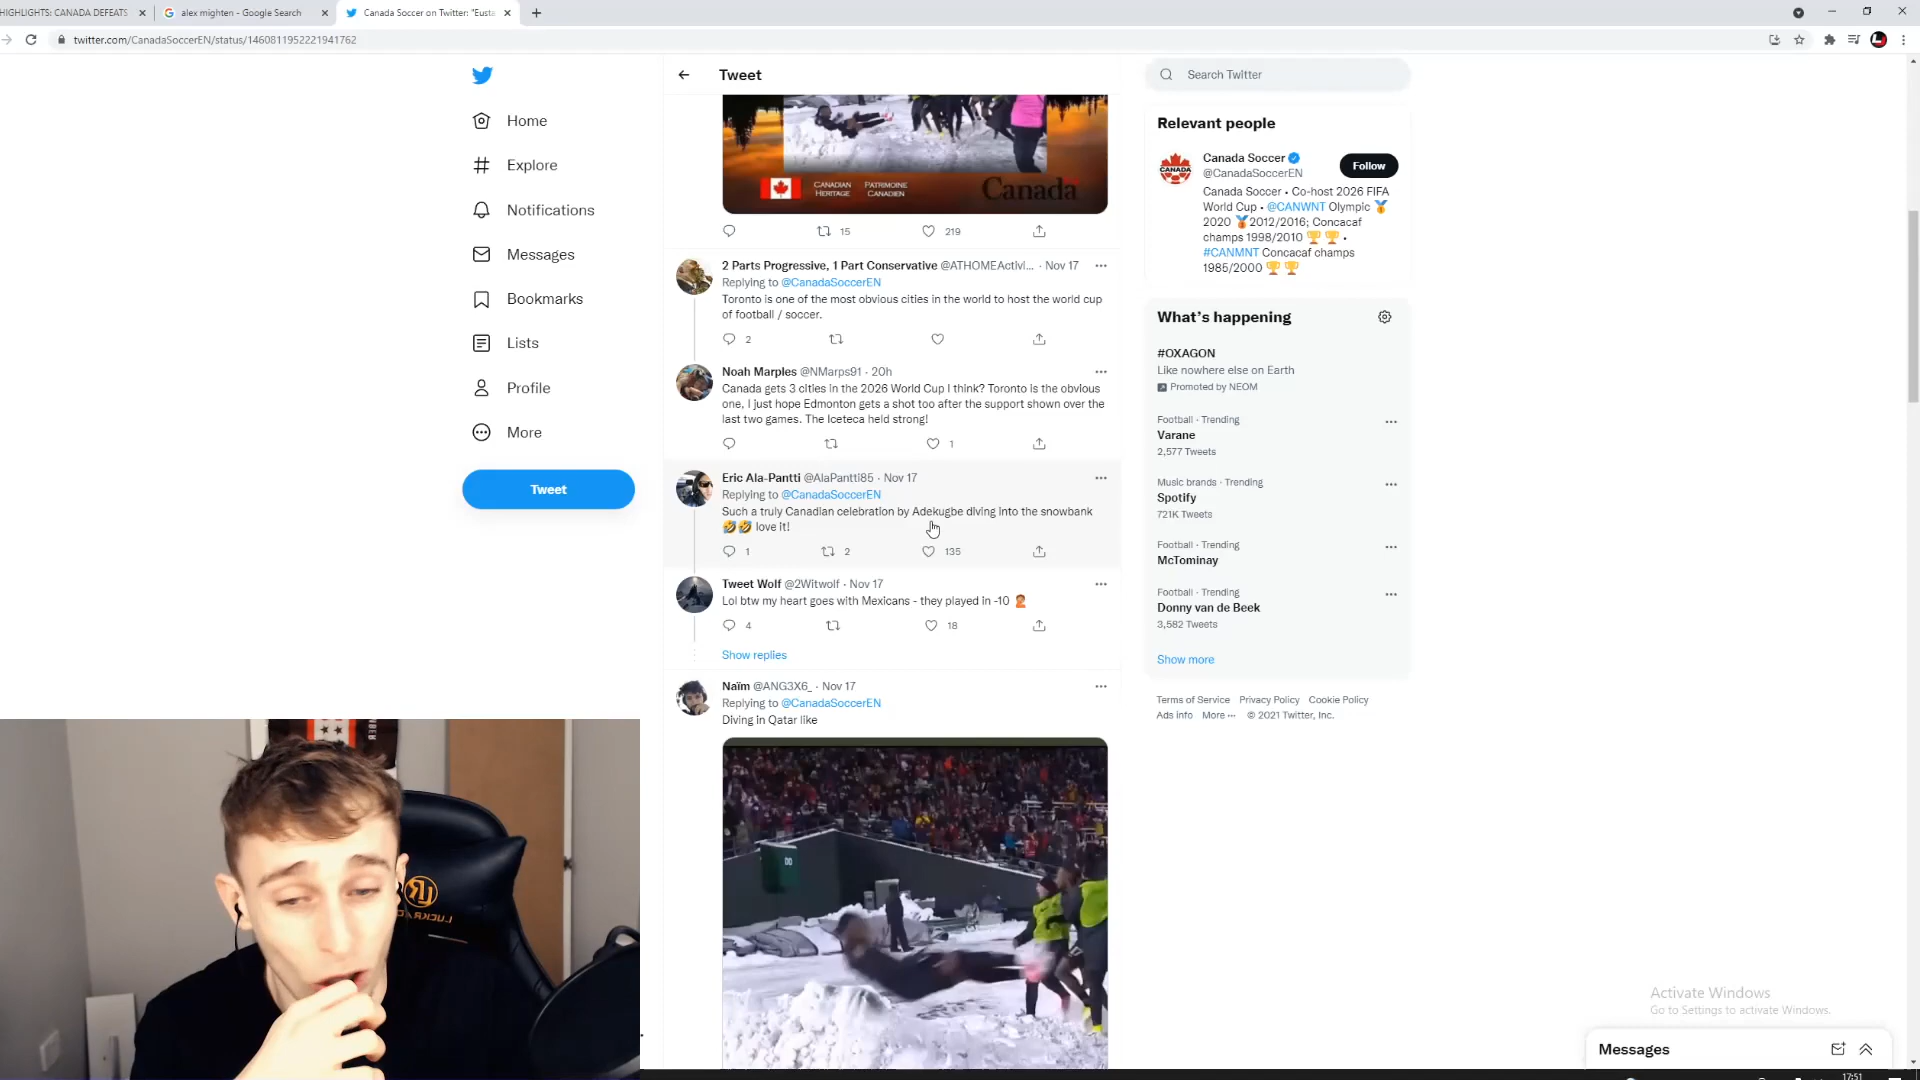 HIGHLIGHTS: CANADA DEFEATS
alex mighten - Google Search
Canada Soccer on Twitter: "Eusta
twitter.com/CanadaSoccerEN/status/1460811952221941762
Home
Explore
Notifications
Messages
Bookmarks
Lists
Profile
More
Tweet
Tweet
CANADIAN HERITAGE
PATRIMOINE CANADIEN
Canada
15
219
2 Parts Progressive, 1 Part Conservative @ATHOMEActivi... · Nov 17
Replying to @CanadaSoccerEN
Toronto is one of the most obvious cities in the world to host the world cup
of football / soccer.
2
Noah Marples @NMarps91 · 20h
Canada gets 3 cities in the 2026 World Cup I think? Toronto is the obvious
one, I just hope Edmonton gets a shot too after the support shown over the
last two games. The Iceteca held strong!
1
Eric Ala-Pantti @AlaPantti85 · Nov 17
Replying to @CanadaSoccerEN
Such a truly Canadian celebration by Adekugbe diving into the snowbank
🤣🤣 love it!
1
2
135
Tweet Wolf @2Witwolf · Nov 17
Lol btw my heart goes with Mexicans - they played in -10
4
18
Show replies
Naïm @ANG3X6_ · Nov 17
Replying to @CanadaSoccerEN
Diving in Qatar like
Search Twitter
Relevant people
CANADA
Canada Soccer
@CanadaSoccerEN
Follow
Canada Soccer • Co-host 2026 FIFA
World Cup • @CANWNT Olympic 🥇
2020 🥉2012/2016; Concacaf
champs 1998/2010 🏆 🏆 •
#CANMNT Concacaf champs
1985/2000 🏆 🏆
What's happening
#OXAGON
Like nowhere else on Earth
Promoted by NEOM
Football · Trending
Varane
2,577 Tweets
Music brands · Trending
Spotify
721K Tweets
Football · Trending
McTominay
Football · Trending
Donny van de Beek
3,582 Tweets
Show more
Terms of Service Privacy Policy Cookie Policy
Ads info More ··· © 2021 Twitter, Inc.
Activate Windows
Go to Settings to activate Windows.
Messages
17:51